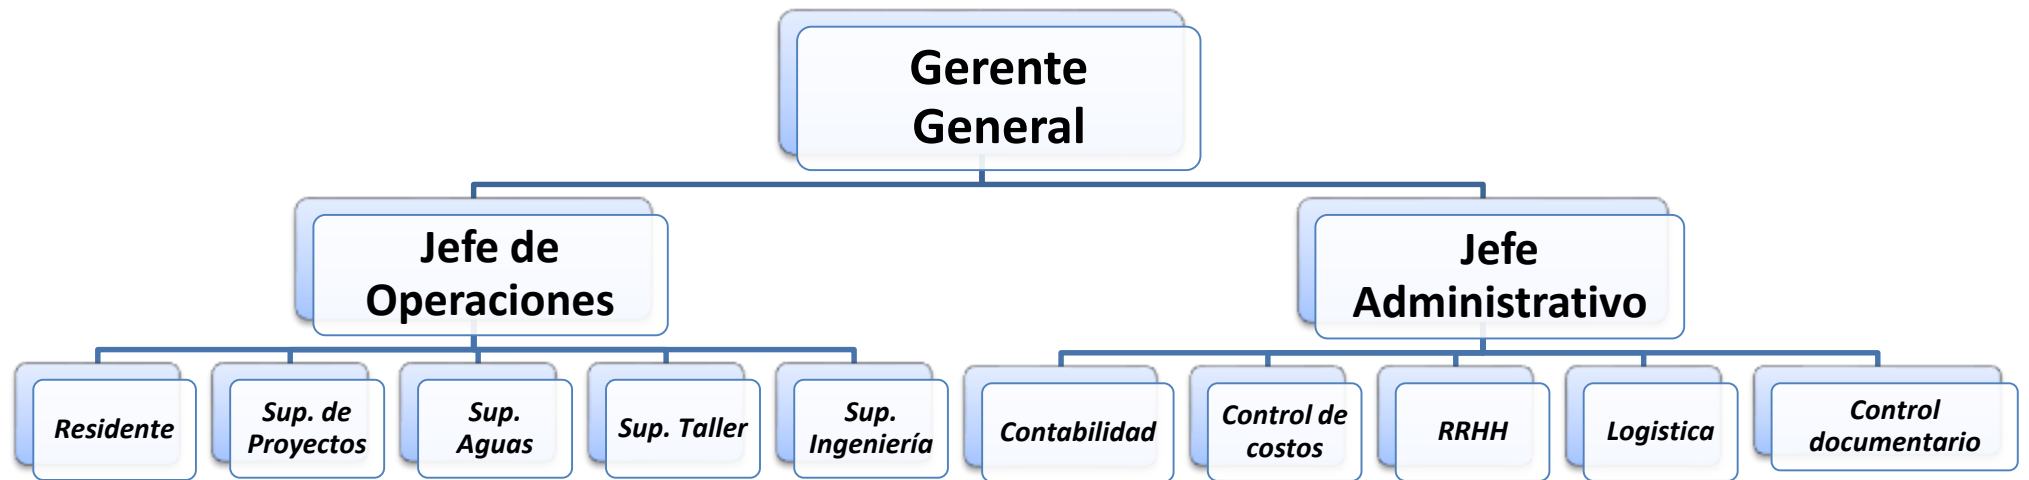 Gerente
General
Jefe de
Operaciones
Jefe
Administrativo
Residente
Sup. de
Proyectos
Sup.
Aguas
Sup. Taller
Sup.
Ingeniería
Contabilidad
Control de
costos
RRHH
Logistica
Control
documentario